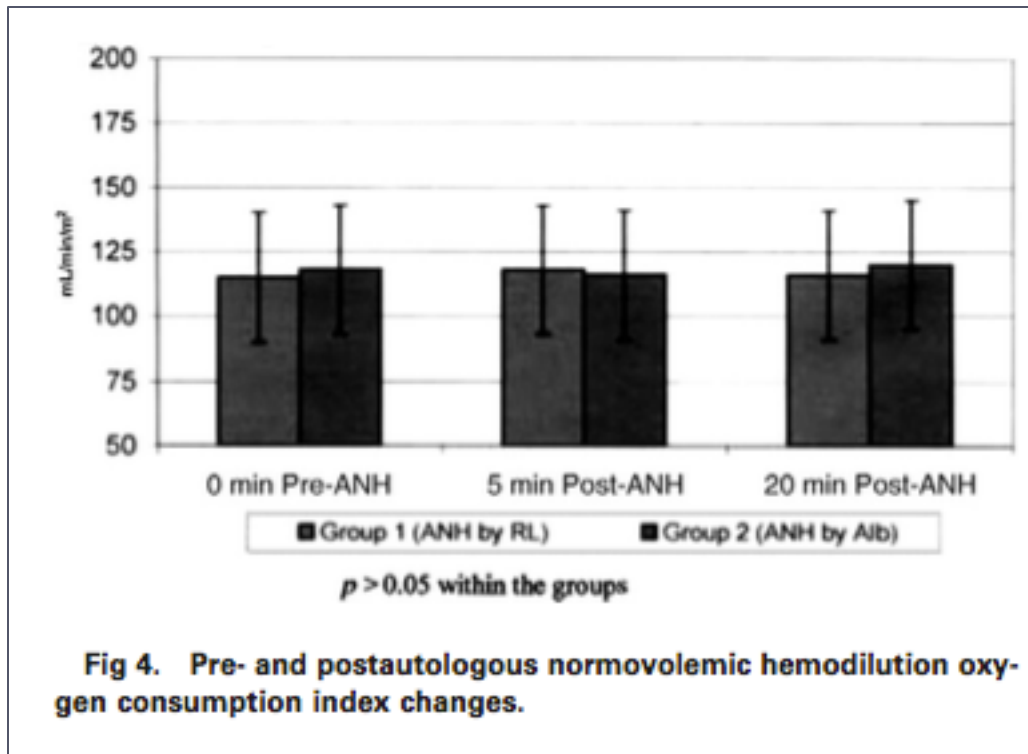 200
175
150
125
100
75
50
mL/min/m²
0 min Pre-ANH 5 min Post-ANH 20 min Post-ANH
Group 1 (ANH by RL) Group 2 (ANH by Alb)
p > 0.05 within the groups
Fig 4. Pre- and postautologous normovolemic hemodilution oxy-
gen consumption index changes.